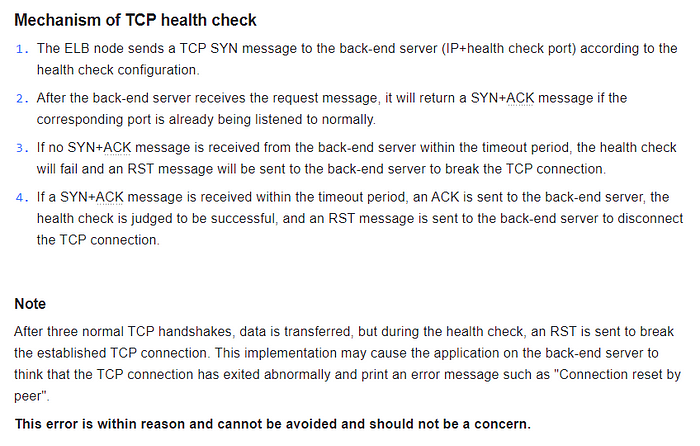 Mechanism of TCP health check
1. The ELB node sends a TCP SYN message to the back-end server (IP+health check port) according to the
health check configuration.
2. After the back-end server receives the request message, it will return a SYN+ACK message if the
corresponding port is already being listened to normally.
3. If no SYN+ACK message is received from the back-end server within the timeout period, the health check
will fail and an RST message will be sent to the back-end server to break the TCP connection.
4. If a SYN+ACK message is received within the timeout period, an ACK is sent to the back-end server, the
health check is judged to be successful, and an RST message is sent to the back-end server to disconnect
the TCP connection.
Note
After three normal TCP handshakes, data is transferred, but during the health check, an RST is sent to break
the established TCP connection. This implementation may cause the application on the back-end server to
think that the TCP connection has exited abnormally and print an error message such as "Connection reset by
peer".
This error is within reason and cannot be avoided and should not be a concern.